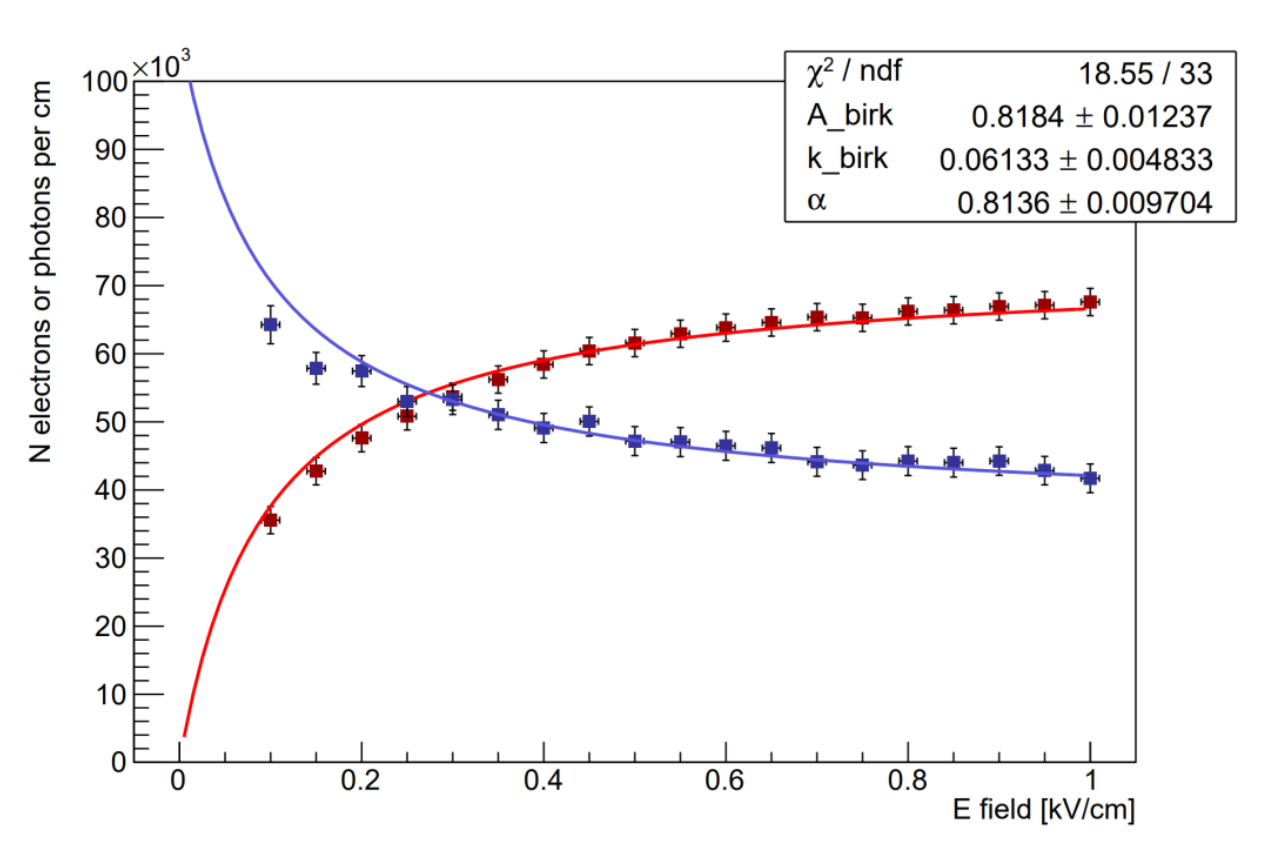 ×10³
N electrons or photons per cm
100
90
80
70
60
50
40
30
20
10
0
χ² / ndf 18.55 / 33
A_birk 0.8184 ± 0.01237
k_birk 0.06133 ± 0.004833
α 0.8136 ± 0.009704
0 0.2 0.4 0.6 0.8 1
E field [kV/cm]